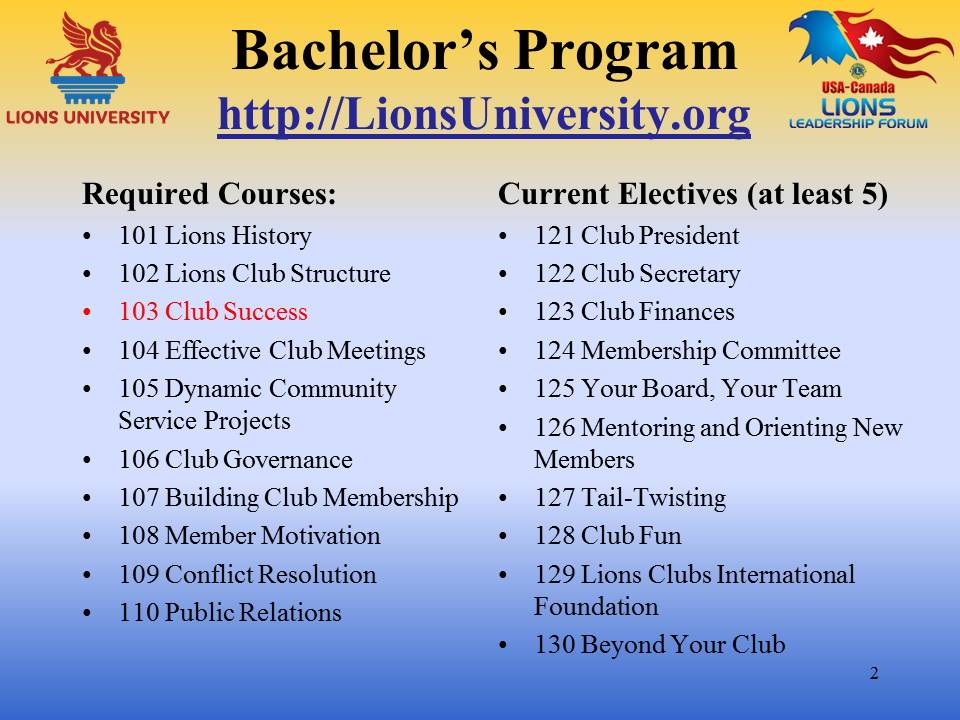 Bachelor's Program
http://LionsUniversity.org
LIONS UNIVERSITY
USA-Canada
LIONS
LEADERSHIP FORUM
Required Courses:
• 101 Lions History
• 102 Lions Club Structure
• 103 Club Success
• 104 Effective Club Meetings
• 105 Dynamic Community
Service Projects
• 106 Club Governance
• 107 Building Club Membership
• 108 Member Motivation
• 109 Conflict Resolution
• 110 Public Relations
Current Electives (at least 5)
• 121 Club President
• 122 Club Secretary
• 123 Club Finances
• 124 Membership Committee
• 125 Your Board, Your Team
• 126 Mentoring and Orienting New
Members
• 127 Tail-Twisting
• 128 Club Fun
• 129 Lions Clubs International
Foundation
• 130 Beyond Your Club
2